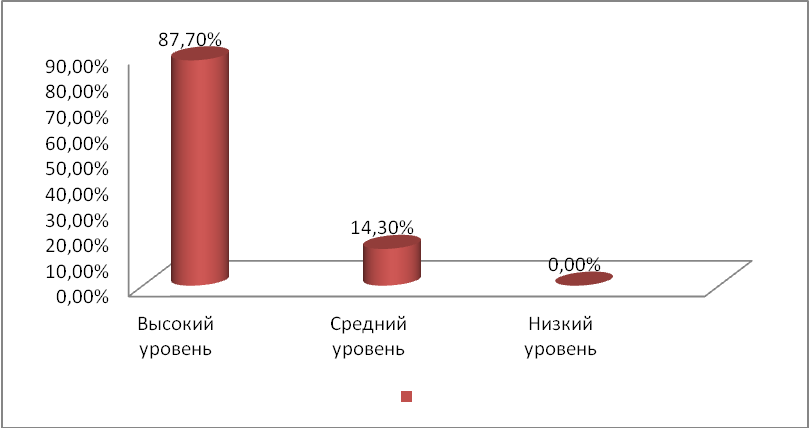 87,70%
90,00%
80,00%
70,00%
60,00%
50,00%
40,00%
30,00%
20,00%
10,00%
0,00%
14,30%
0,00%
Высокий
уровень
Средний
уровень
Низкий
уровень